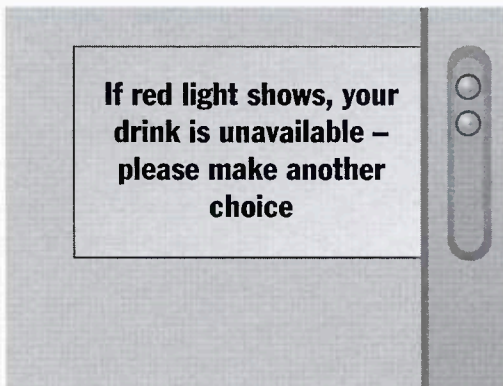 If red light shows, your
drink is unavailable –
please make another
choice